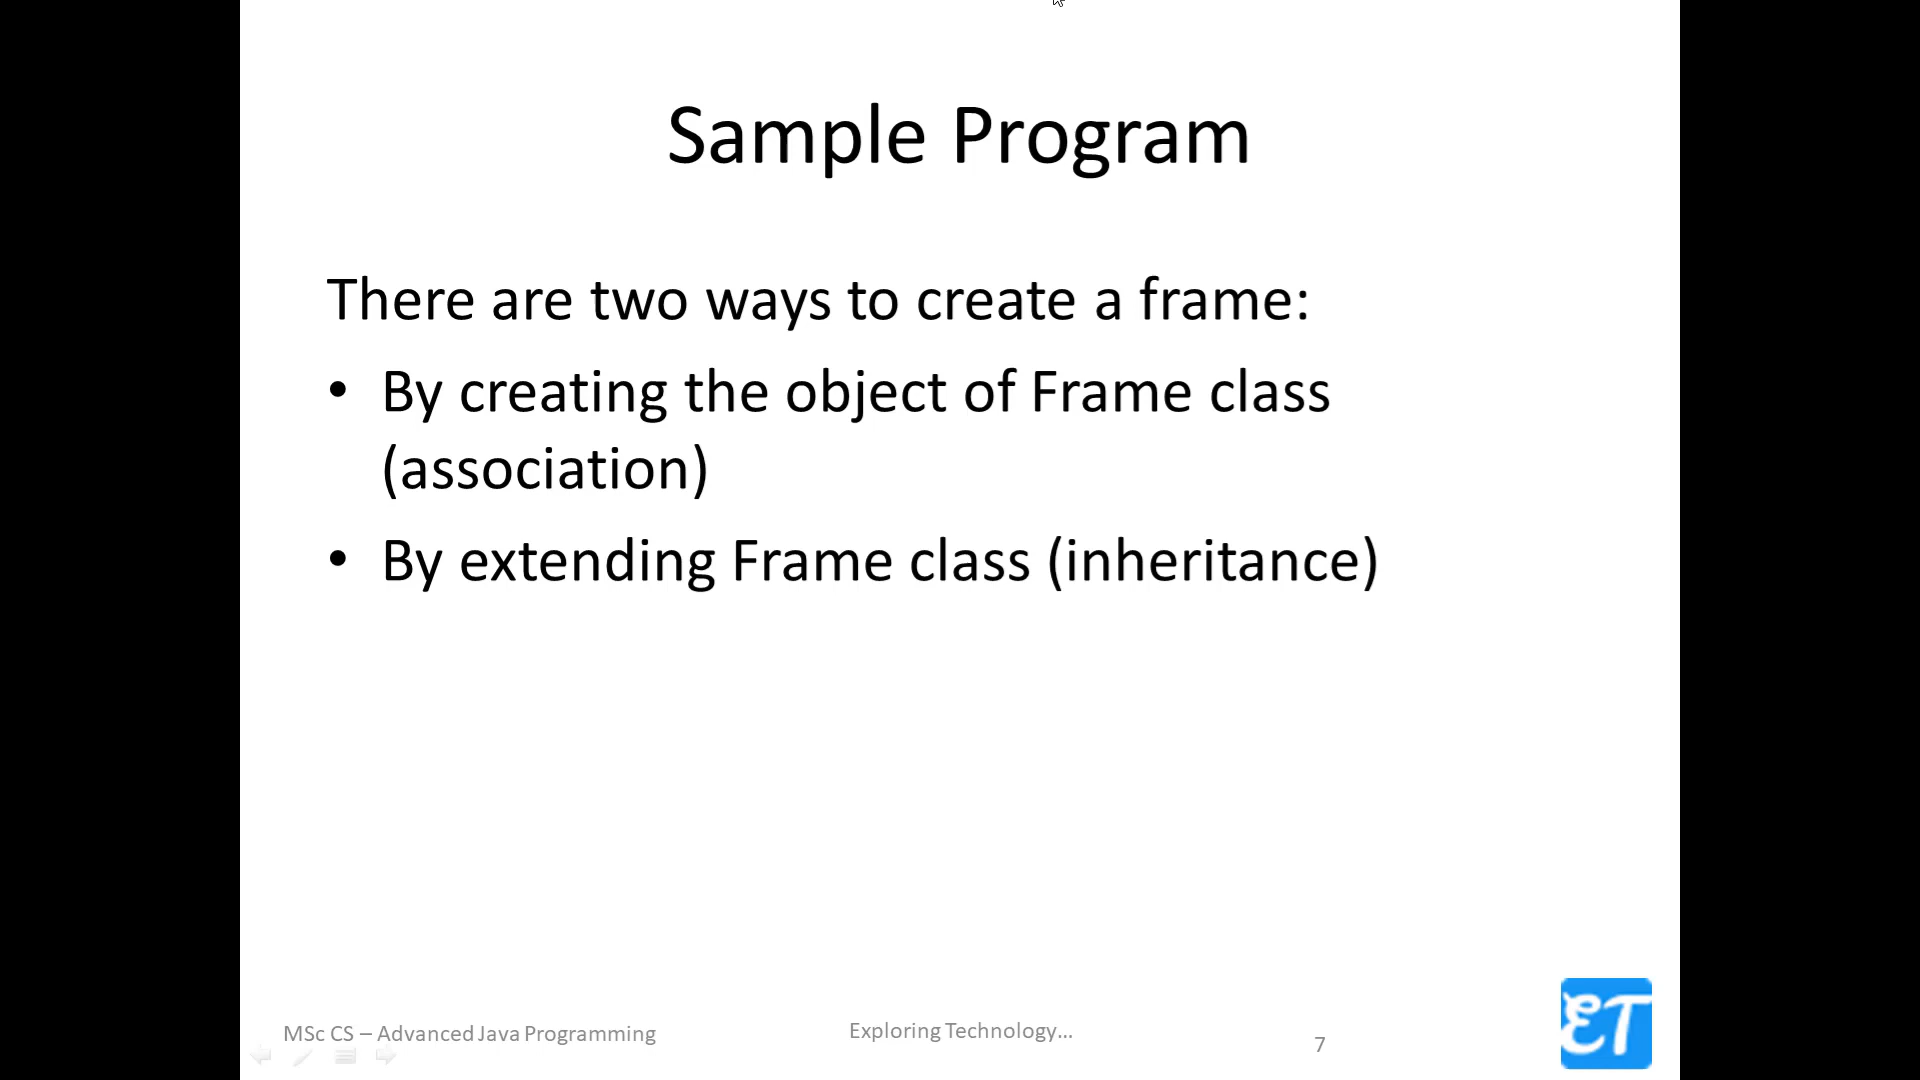 Sample Program
There are two ways to create a frame:
• By creating the object of Frame class
(association)
• By extending Frame class (inheritance)
MSc CS – Advanced Java Programming
Exploring Technology...
7
ET